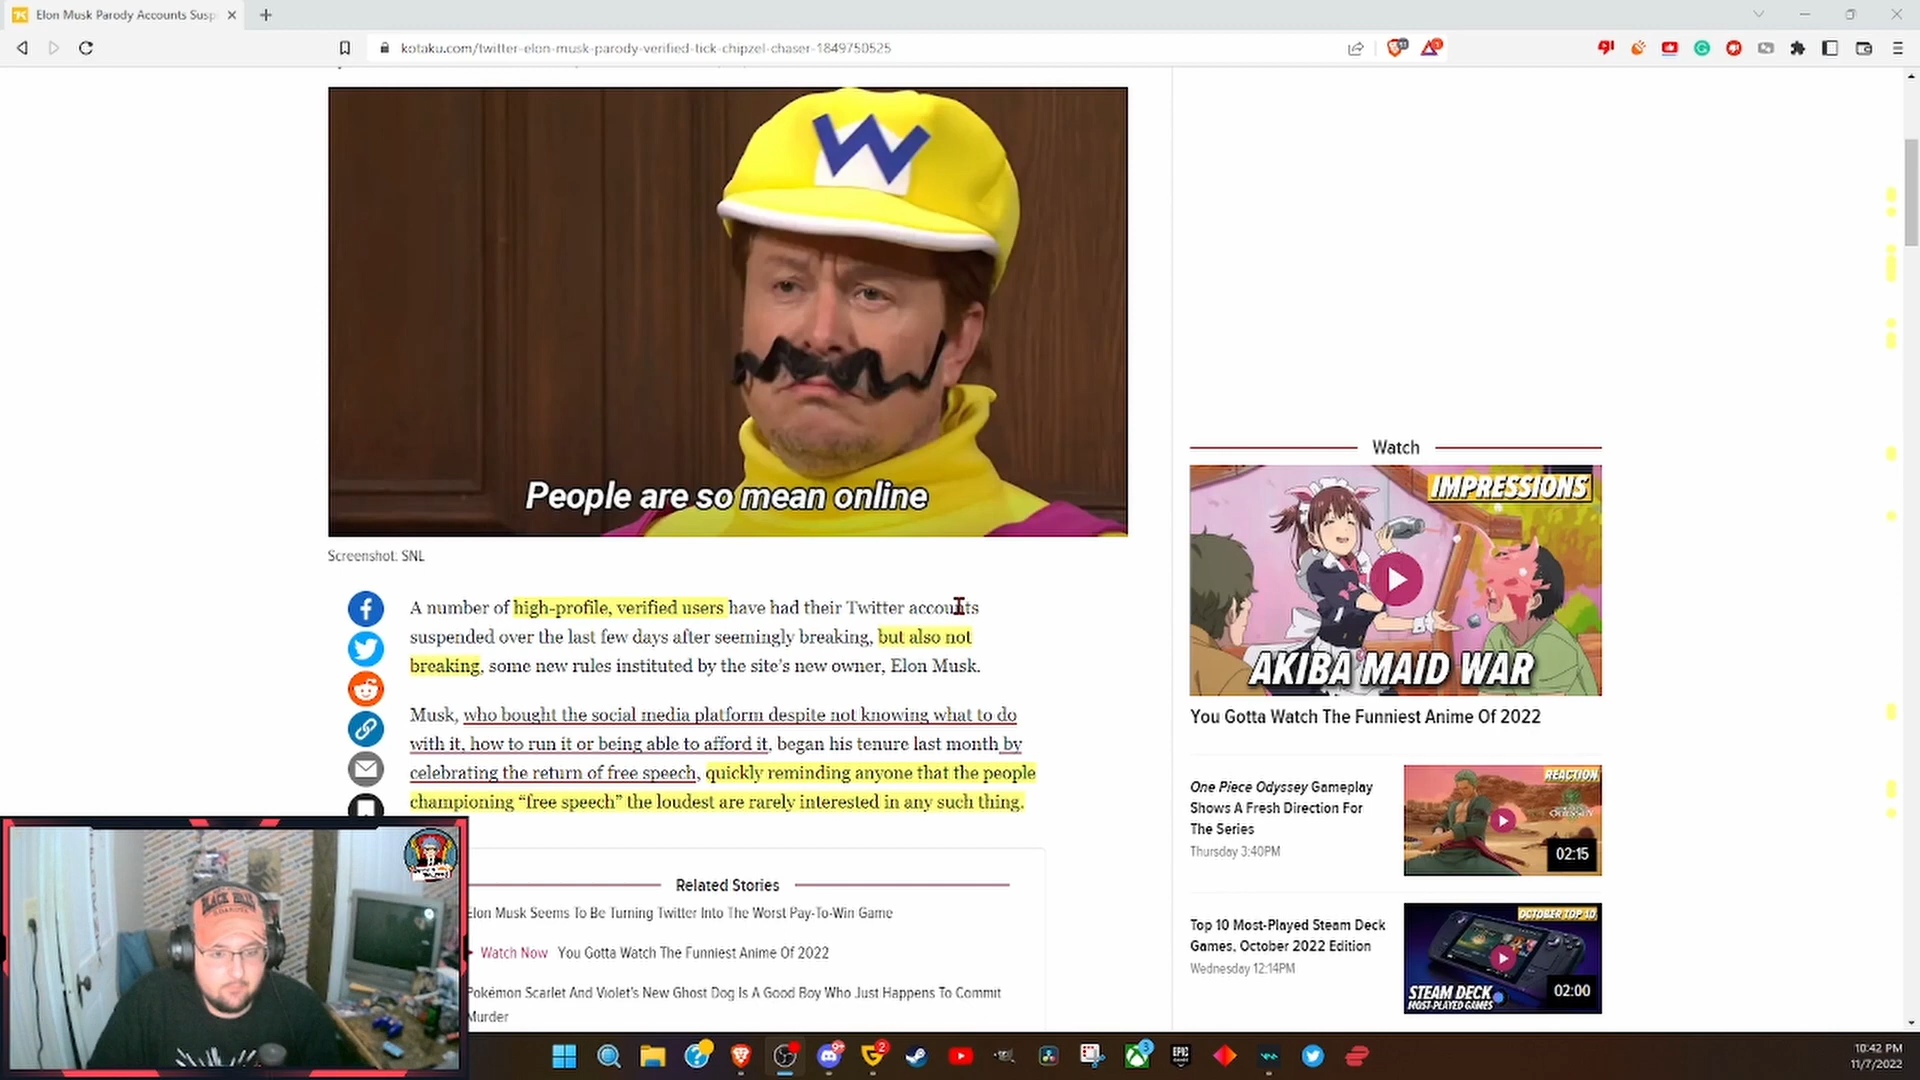 Elon Musk Parody Accounts Susp
kotaku.com/twitter-elon-musk-parody-verified-tick-chipzel-chaser-1849750525
W
People are so mean online
Screenshot: SNL
A number of high-profile, verified users have had their Twitter accounts
suspended over the last few days after seemingly breaking, but also not
breaking, some new rules instituted by the site's new owner, Elon Musk.
Musk, who bought the social media platform despite not knowing what to do
with it, how to run it or being able to afford it, began his tenure last month by
celebrating the return of free speech, quickly reminding anyone that the people
championing “free speech” the loudest are rarely interested in any such thing.
Related Stories
Elon Musk Seems To Be Turning Twitter Into The Worst Pay-To-Win Game
Watch Now You Gotta Watch The Funniest Anime Of 2022
Pokémon Scarlet And Violet's New Ghost Dog Is A Good Boy Who Just Happens To Commit
Murder
Watch
IMPRESSIONS
AKIBA MAID WAR
You Gotta Watch The Funniest Anime Of 2022
One Piece Odyssey Gameplay
Shows A Fresh Direction For
The Series
Thursday 3:40PM
REACTION
02:15
Top 10 Most-Played Steam Deck
Games, October 2022 Edition
Wednesday 12:14PM
OCTOBER TOP 10
STEAM DECK
MOST-PLAYED GAMES
02:00
BLACK HILLS
EPIC
10:42 PM
11/7/2022